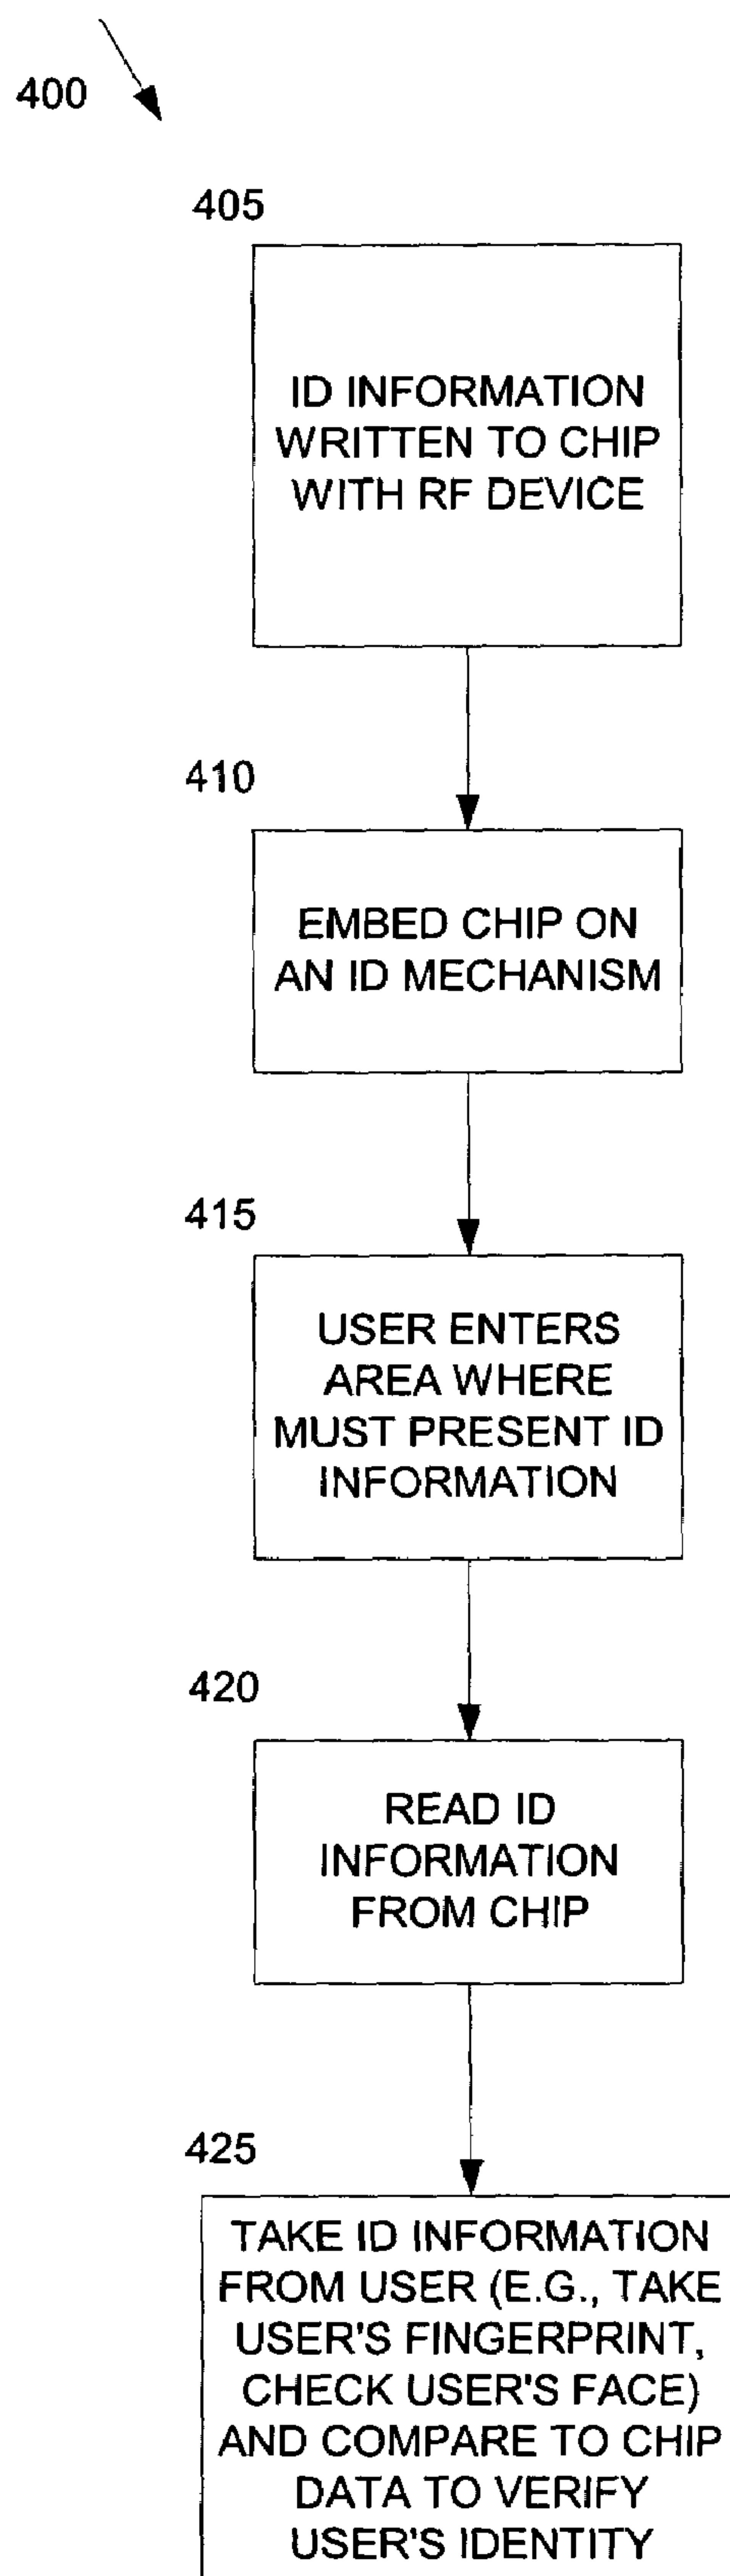 400
405
ID INFORMATION
WRITTEN TO CHIP
WITH RF DEVICE
410
EMBED CHIP ON
AN ID MECHANISM
415
USER ENTERS
AREA WHERE
MUST PRESENT ID
INFORMATION
420
READ ID
INFORMATION
FROM CHIP
425
TAKE ID INFORMATION
FROM USER (E.G., TAKE
USER'S FINGERPRINT,
CHECK USER'S FACE)
AND COMPARE TO CHIP
DATA TO VERIFY
USER'S IDENTITY